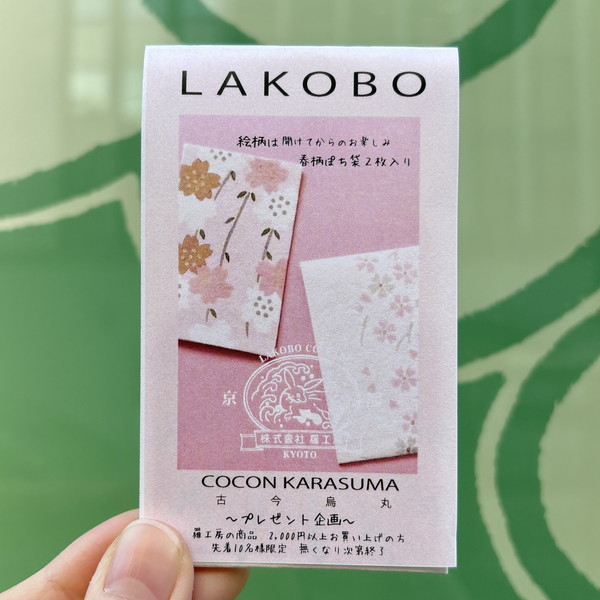 LAKOBO
絵柄は開けてからのお楽しみ
春柄ぽち袋2枚入り
LAKOBO CO
京
株式會社 羅工
KYOTO
COCON KARASUMA
古今烏丸
〜プレゼント企画〜
羅工房の商品 2,000円以上お買い上げの方
先着10名様限定 無くなり次第終了